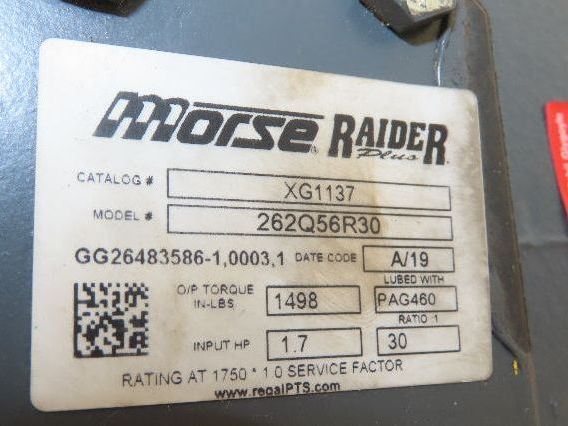 morse® RAIDER Plus
CATALOG # XG1137
MODEL # 262Q56R30
GG26483586-1,0003,1 DATE CODE A/19
LUBED WITH
O/P TORQUE IN-LBS 1498 PAG460
RATIO :1
INPUT HP 1.7 30
RATING AT 1750 * 1.0 SERVICE FACTOR
www.regalPTS.com